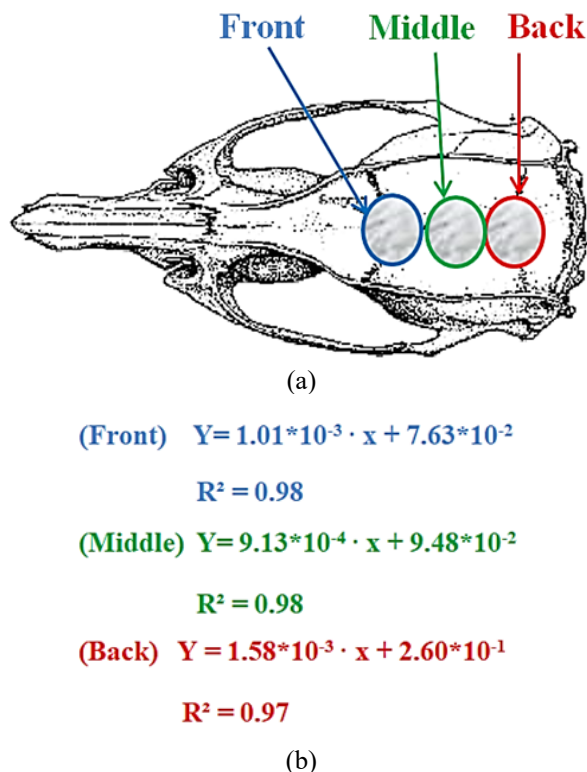 Front Middle Back
(a)
(Front) Y= 1.01*10⁻³ · x + 7.63*10⁻²
R² = 0.98
(Middle) Y= 9.13*10⁻⁴ · x + 9.48*10⁻²
R² = 0.98
(Back) Y = 1.58*10⁻³ · x + 2.60*10⁻¹
R² = 0.97
(b)